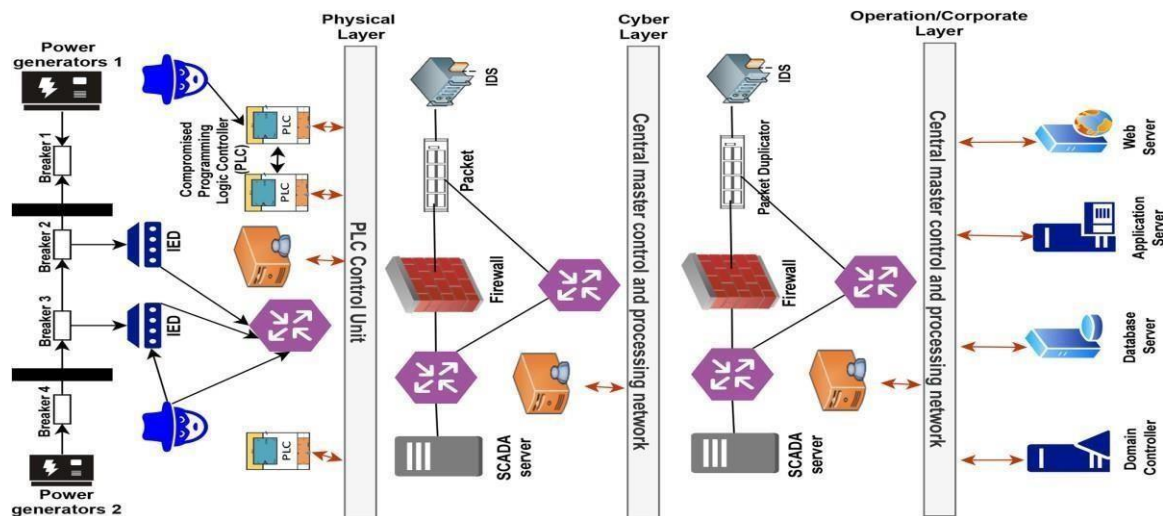 Physical
Layer
Cyber
Layer
Operation/Corporate
Layer
Power
generators 1
Breaker 1
Breaker 2
Breaker 3
Breaker 4
Power
generators 2
IED
IED
Compromised
Programming
Logic Controller
(PLC)
PLC
PLC
PLC
PLC Control Unit
IDS
Packet
Firewall
SCADA
server
Central master control and processing network
IDS
Packet Duplicator
Firewall
SCADA
server
Central master control and processing network
Web
Server
Application
Server
Database
Server
Domain
Controller